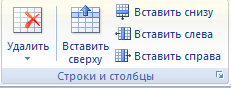 Удалить
Вставить сверху
Вставить снизу
Вставить слева
Вставить справа
Строки и столбцы